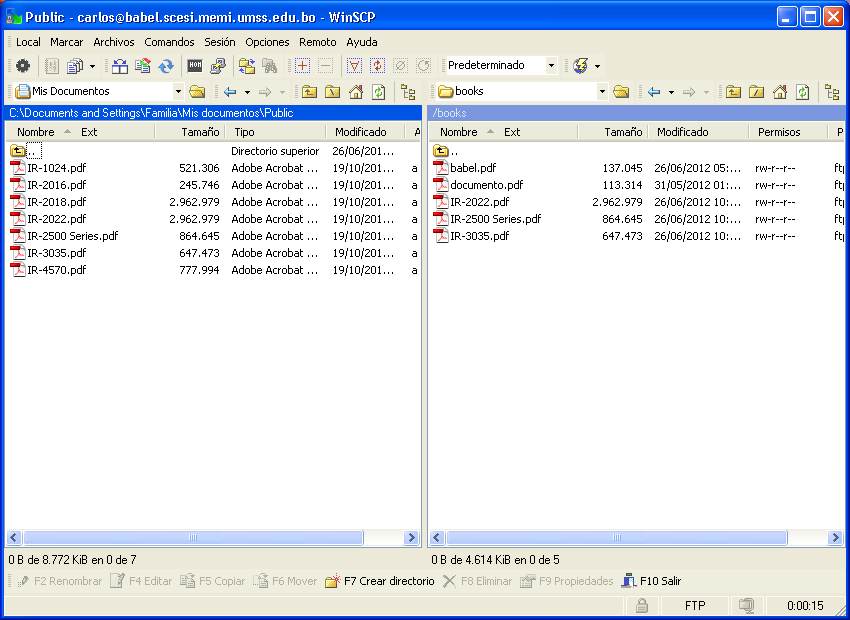 Public - carlos@babel.scesi.memi.umss.edu.bo - WinSCP
Local Marcar Archivos Comandos Sesión Opciones Remoto Ayuda
Predeterminado
Mis Documentos
books
C:\Documents and Settings\Familia\Mis documentos\Public
/books
Nombre Ext Tamaño Tipo Modificado A
.. Directorio superior 26/06/201...
IR-1024.pdf 521.306 Adobe Acrobat ... 19/10/201... a
IR-2016.pdf 245.746 Adobe Acrobat ... 19/10/201... a
IR-2018.pdf 2.962.979 Adobe Acrobat ... 19/10/201... a
IR-2022.pdf 2.962.979 Adobe Acrobat ... 19/10/201... a
IR-2500 Series.pdf 864.645 Adobe Acrobat ... 19/10/201... a
IR-3035.pdf 647.473 Adobe Acrobat ... 19/10/201... a
IR-4570.pdf 777.994 Adobe Acrobat ... 19/10/201... a
Nombre Ext Tamaño Modificado Permisos P
..
babel.pdf 137.045 26/06/2012 05:... rw-r--r-- ftp
documento.pdf 113.314 31/05/2012 01:... rw-r--r-- ftp
IR-2022.pdf 2.962.979 26/06/2012 10:... rw-r--r-- ftp
IR-2500 Series.pdf 864.645 26/06/2012 10:... rw-r--r-- ftp
IR-3035.pdf 647.473 26/06/2012 10:... rw-r--r-- ftp
0 B de 8.772 KiB en 0 de 7
0 B de 4.614 KiB en 0 de 5
F2 Renombrar F4 Editar F5 Copiar F6 Mover F7 Crear directorio F8 Eliminar F9 Propiedades F10 Salir
FTP 0:00:15